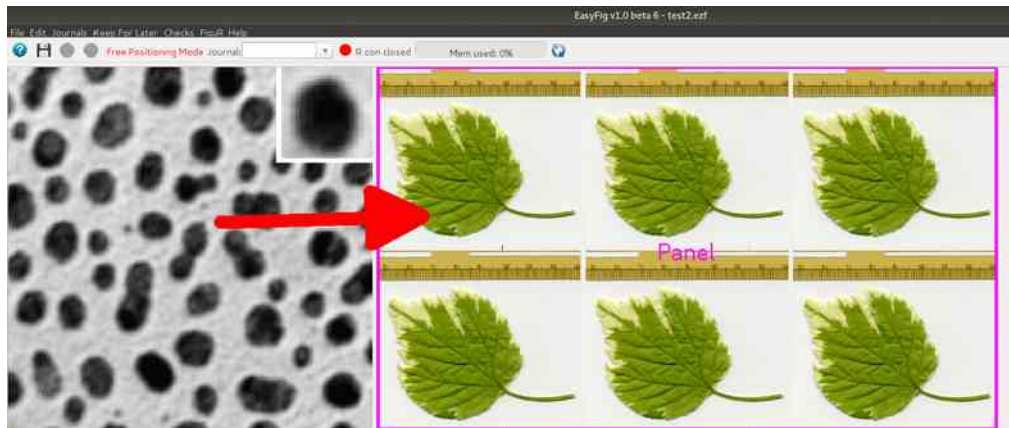 EasyFig v1.0 beta 6 - test2.ezf
File Edit Journals Keep For Later Checks FigurR Help
Free Positioning Mode Journal: R con closed Mem used: 0%
Panel